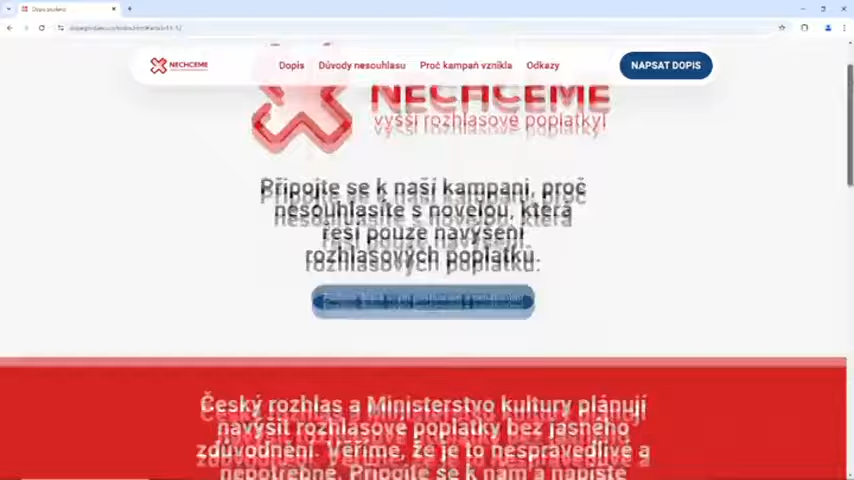 Dopis poslanci
NECHCEME
Dopis
Důvody nesouhlasu
Proč kampaň vznikla
Odkazy
NAPSAT DOPIS
NECHCEME
vyšší rozhlasové poplatky!
Připojte se k naší kampani, proč
nesouhlasíte s novelou, která
řeší pouze navýšení
rozhlasových poplatků:
Český rozhlas a Ministerstvo kultury plánují
navýšit rozhlasové poplatky bez jasného
zdůvodnění. Věříme, že je to nespravedlivé a
nepotřebné. Připojte se k nám a napište